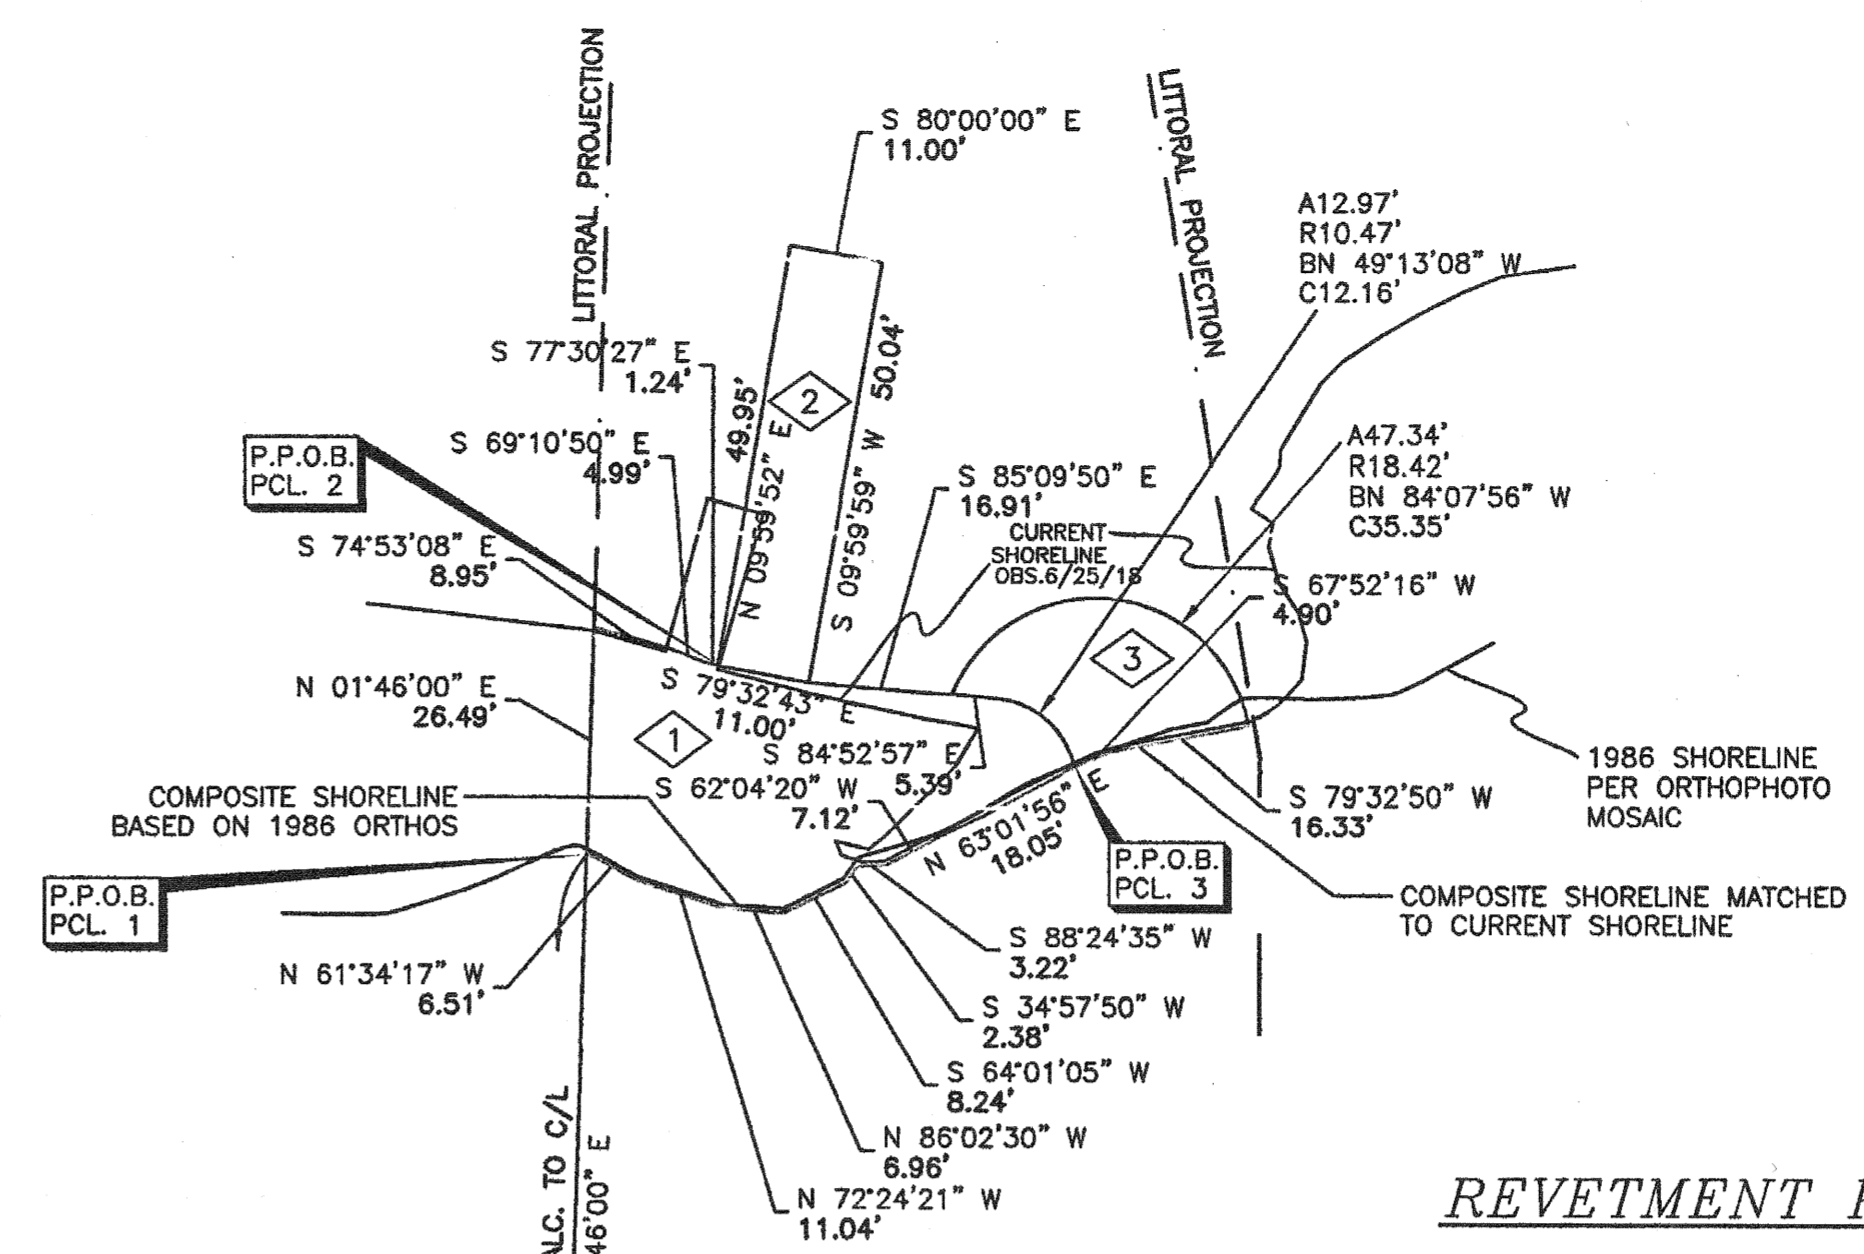 LITTORAL PROJECTION
LITTORAL PROJECTION
S 80°00'00" E
11.00'
A12.97'
R10.47'
BN 49°13'08" W
C12.16'
S 77°30'27" E
1.24'
49.95'
N 09°59'52" E
2
50.04'
S 09°59'59" W
P.P.O.B.
PCL. 2
S 69°10'50" E
4.99'
S 85°09'50" E
16.91'
A47.34'
R18.42'
BN 84°07'56" W
C35.35'
CURRENT
SHORELINE
OBS.6/25/18
S 74°53'08" E
8.95'
S 67°52'16" W
4.90'
3
N 01°46'00" E
26.49'
S 79°32'43" E
11.00'
1
S 84°52'57" E
5.39'
S 62°04'20" W
7.12'
COMPOSITE SHORELINE
BASED ON 1986 ORTHOS
N 63°01'56" E
18.05'
S 79°32'50" W
16.33'
1986 SHORELINE
PER ORTHOPHOTO
MOSAIC
P.P.O.B.
PCL. 1
P.P.O.B.
PCL. 3
COMPOSITE SHORELINE MATCHED
TO CURRENT SHORELINE
N 61°34'17" W
6.51'
S 88°24'35" W
3.22'
S 34°57'50" W
2.38'
S 64°01'05" W
8.24'
N 86°02'30" W
6.96'
N 72°24'21" W
11.04'
ALC. TO C/L
46'00" E
REVETMENT